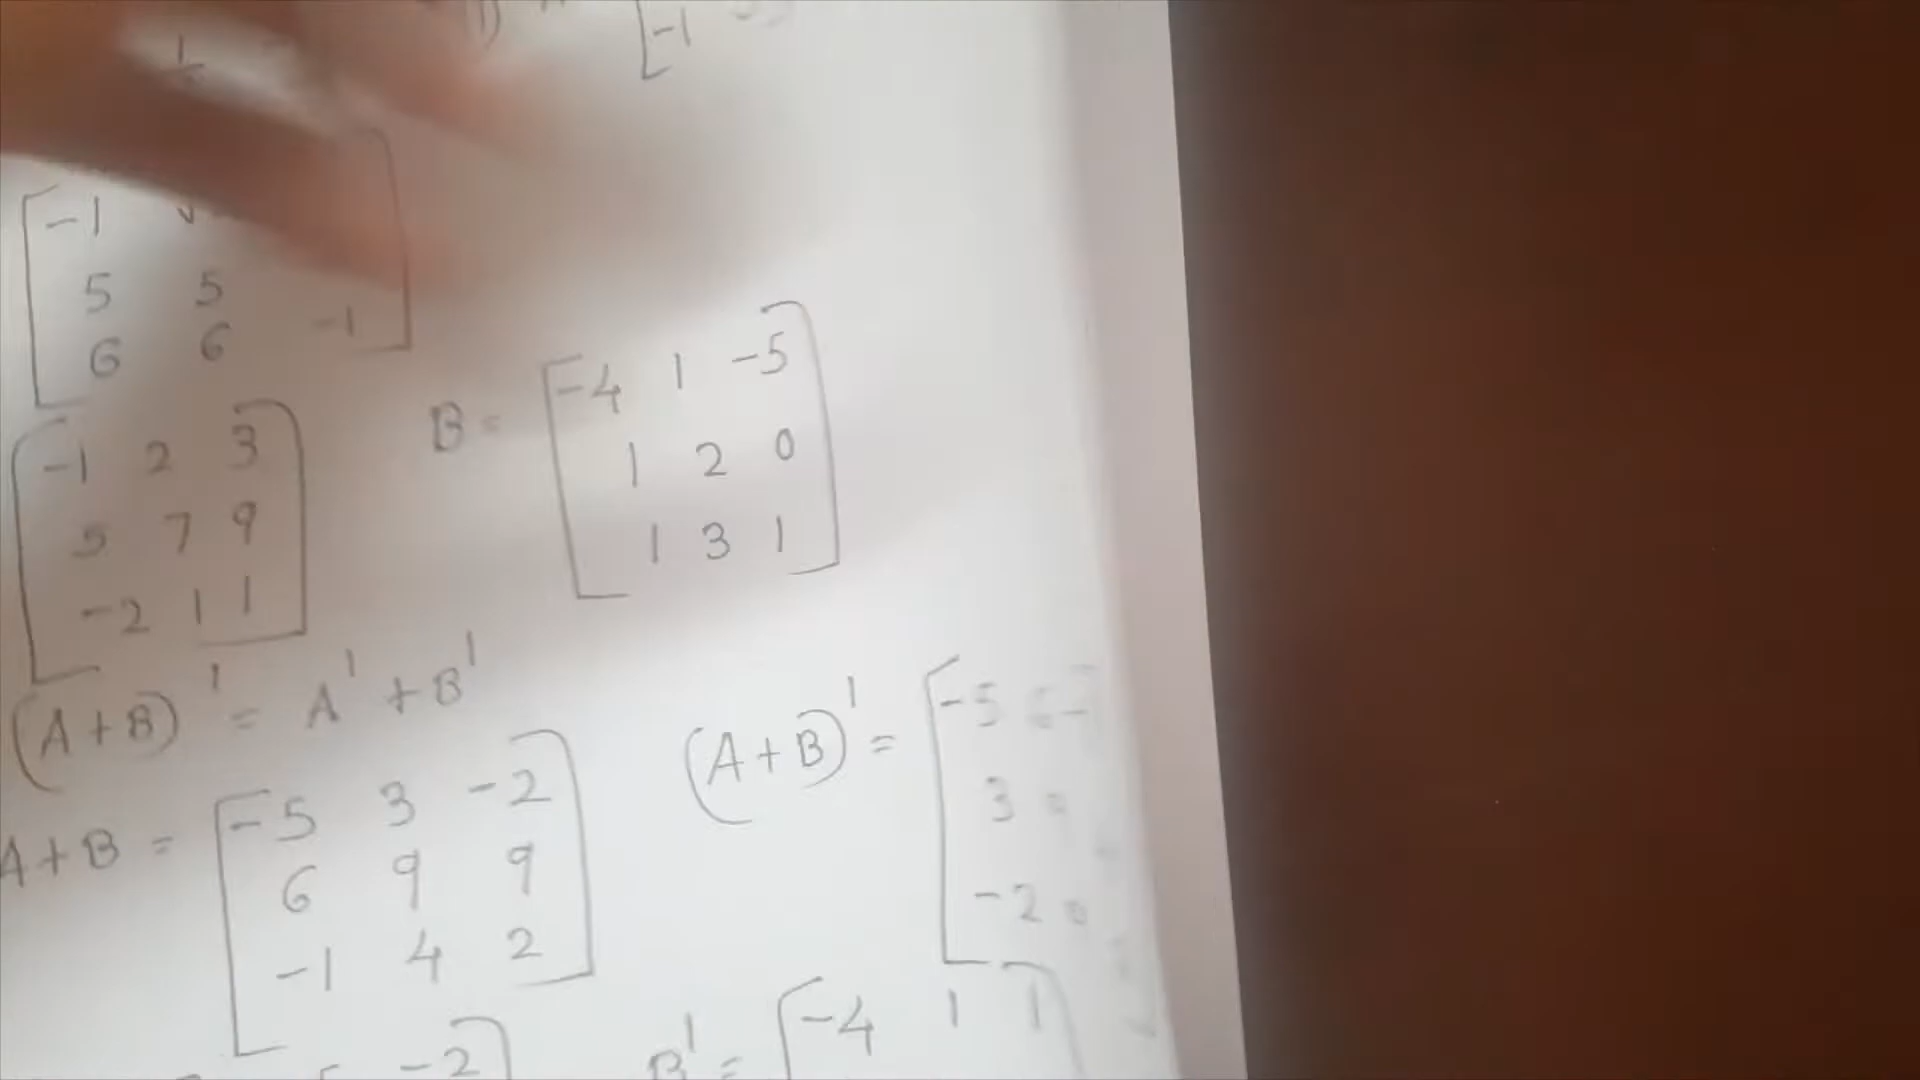 [-1
[-1
5 5
6 6 -1]
[-1 2 3
5 7 9
-2 1 1]
B = [-4 1 -5
1 2 0
1 3 1]
(A+B)' = A' + B'
A+B = [-5 3 -2
6 9 9
-1 4 2]
(A+B)' = [-5
3
-2
-2]
B' = [-4 1 1